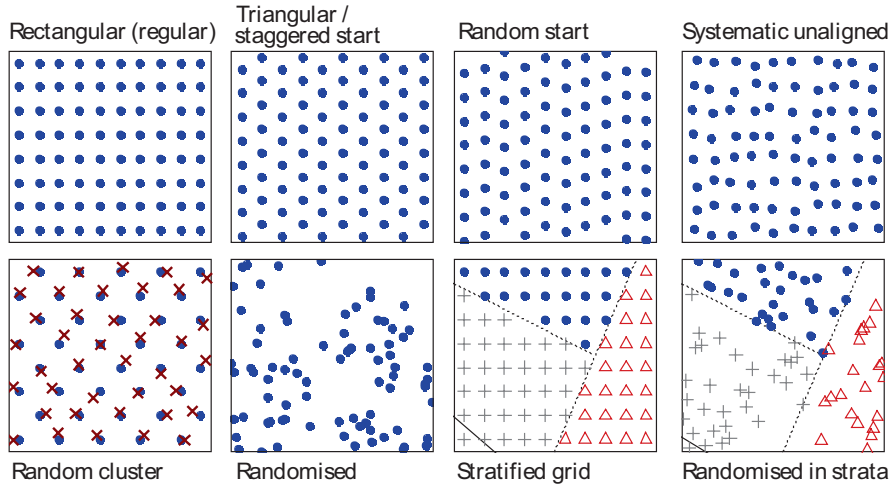 Rectangular (regular)
Triangular /
staggered start
Random start
Systematic unaligned
Random cluster
Randomised
Stratified grid
Randomised in strata